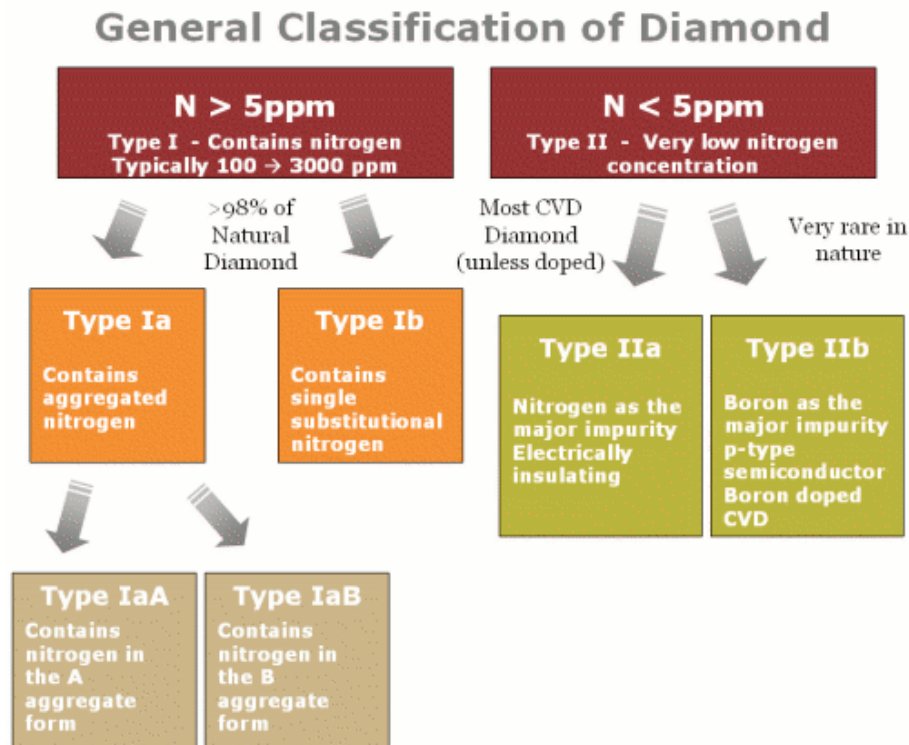 General Classification of Diamond
N > 5ppm
Type I - Contains nitrogen
Typically 100 → 3000 ppm
N < 5ppm
Type II - Very low nitrogen
concentration
>98% of
Natural
Diamond
Most CVD
Diamond
(unless doped)
Very rare in
nature
Type Ia
Contains
aggregated
nitrogen
Type Ib
Contains
single
substitutional
nitrogen
Type IIa
Nitrogen as the
major impurity
Electrically
insulating
Type IIb
Boron as the
major impurity
p-type
semiconductor
Boron doped
CVD
Type IaA
Contains
nitrogen in
the A
aggregate
form
Type IaB
Contains
nitrogen in
the B
aggregate
form